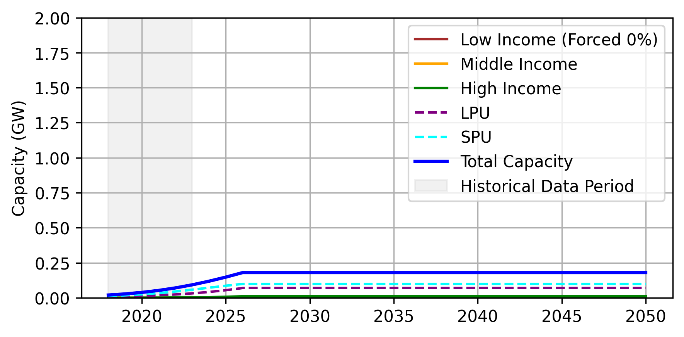 2.00
1.75
1.50
1.25
1.00
0.75
0.50
0.25
0.00
Capacity (GW)
Low Income (Forced 0%)
Middle Income
High Income
LPU
SPU
Total Capacity
Historical Data Period
2020 2025 2030 2035 2040 2045 2050